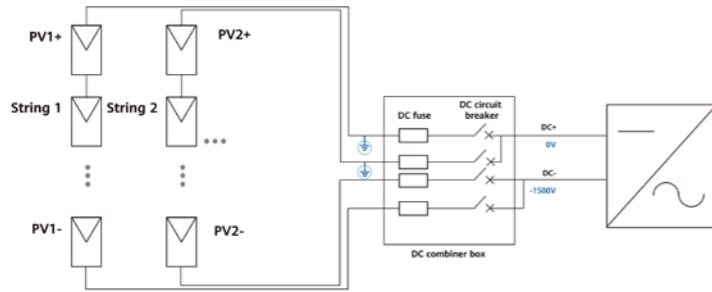 PV1+
PV2+
String 1
String 2
DC fuse
DC circuit
breaker
DC+
0V
DC-
-1500V
PV1-
PV2-
DC combiner box